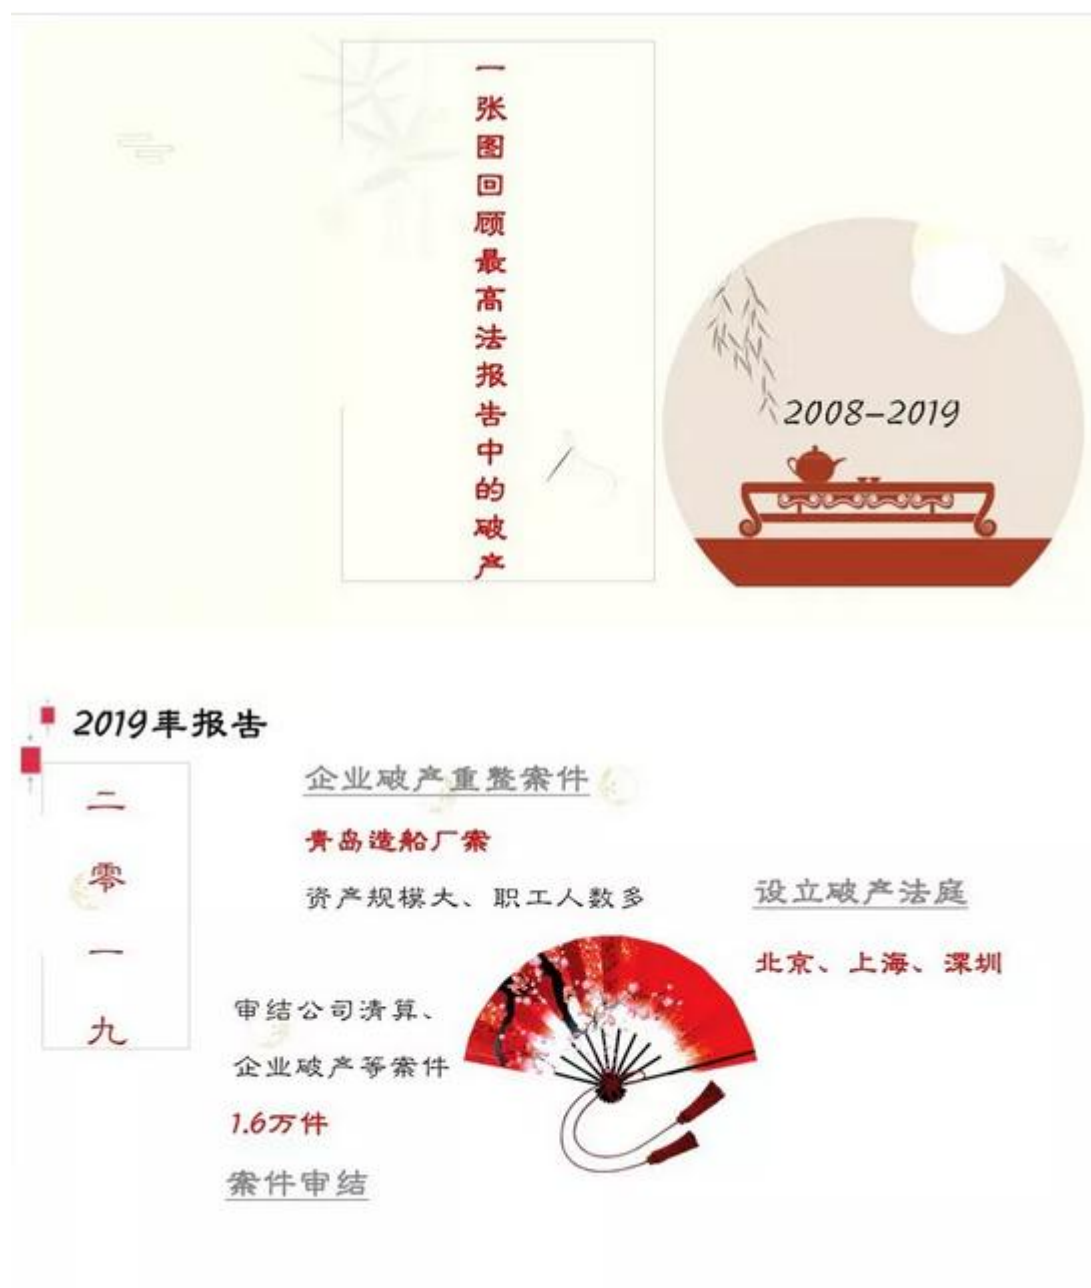 一张图回顾最高法报告中的破产
2008-2019
2019年报告
二零一九
企业破产重整案件
青岛造船厂案
资产规模大、职工人数多
设立破产法庭
北京、上海、深圳
审结公司清算、
企业破产等案件
1.6万件
案件审结